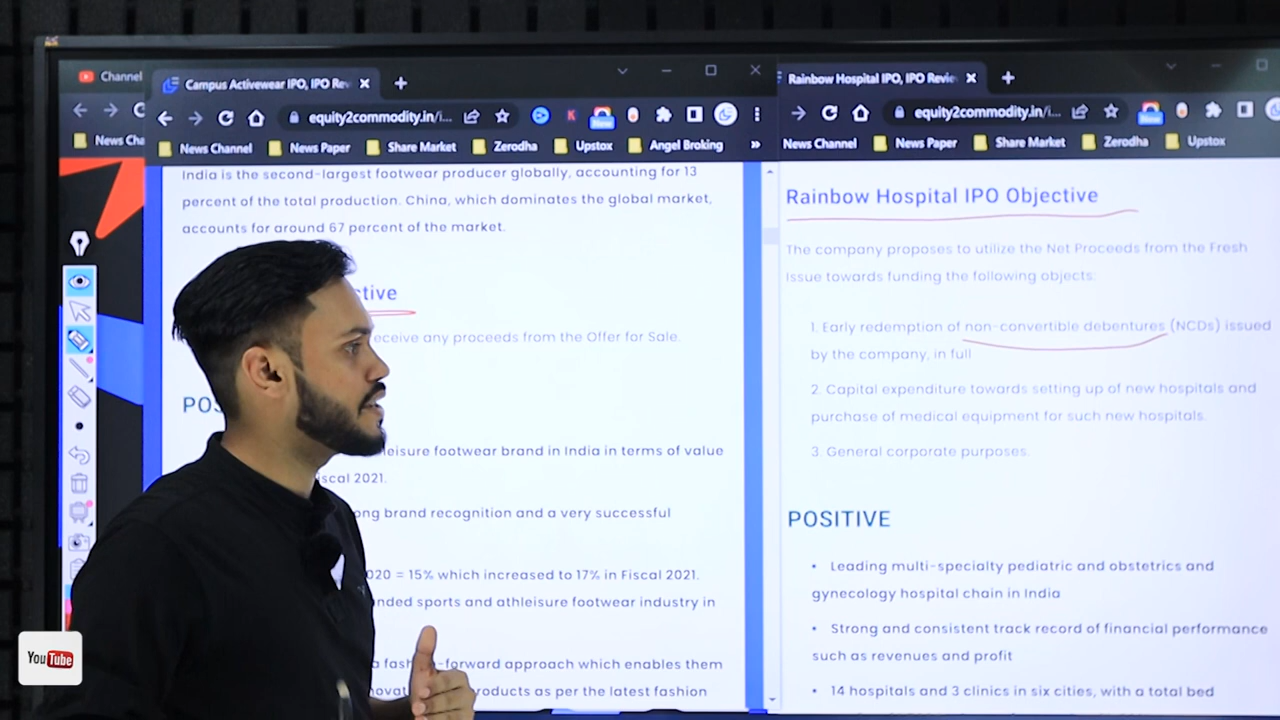 Channel
Campus Activewear IPO, IPO Rev
equity2commodity.in/i...
New
News Cha
News Channel
News Paper
Share Market
Zerodha
Upstox
Angel Broking
India is the second-largest footwear producer globally, accounting for 13
percent of the total production. China, which dominates the global market,
accounts for around 67 percent of the market.
ctive
eceive any proceeds from the Offer for Sale.
POS
leisure footwear brand in India in terms of value
iscal 2021.
ong brand recognition and a very successful
020 = 15% which increased to 17% in Fiscal 2021.
nded sports and athleisure footwear industry in
a fash -forward approach which enables them
novat products as per the latest fashion
Rainbow Hospital IPO, IPO Revie
equity2commodity.in/i...
New
News Channel
News Paper
Share Market
Zerodha
Upstox
Rainbow Hospital IPO Objective
The company proposes to utilize the Net Proceeds from the Fresh
Issue towards funding the following objects:
1. Early redemption of non-convertible debentures (NCDs) issued
by the company, in full
2. Capital expenditure towards setting up of new hospitals and
purchase of medical equipment for such new hospitals.
3. General corporate purposes.
POSITIVE
• Leading multi-specialty pediatric and obstetrics and
gynecology hospital chain in India
• Strong and consistent track record of financial performance
such as revenues and profit
• 14 hospitals and 3 clinics in six cities, with a total bed
YouTube